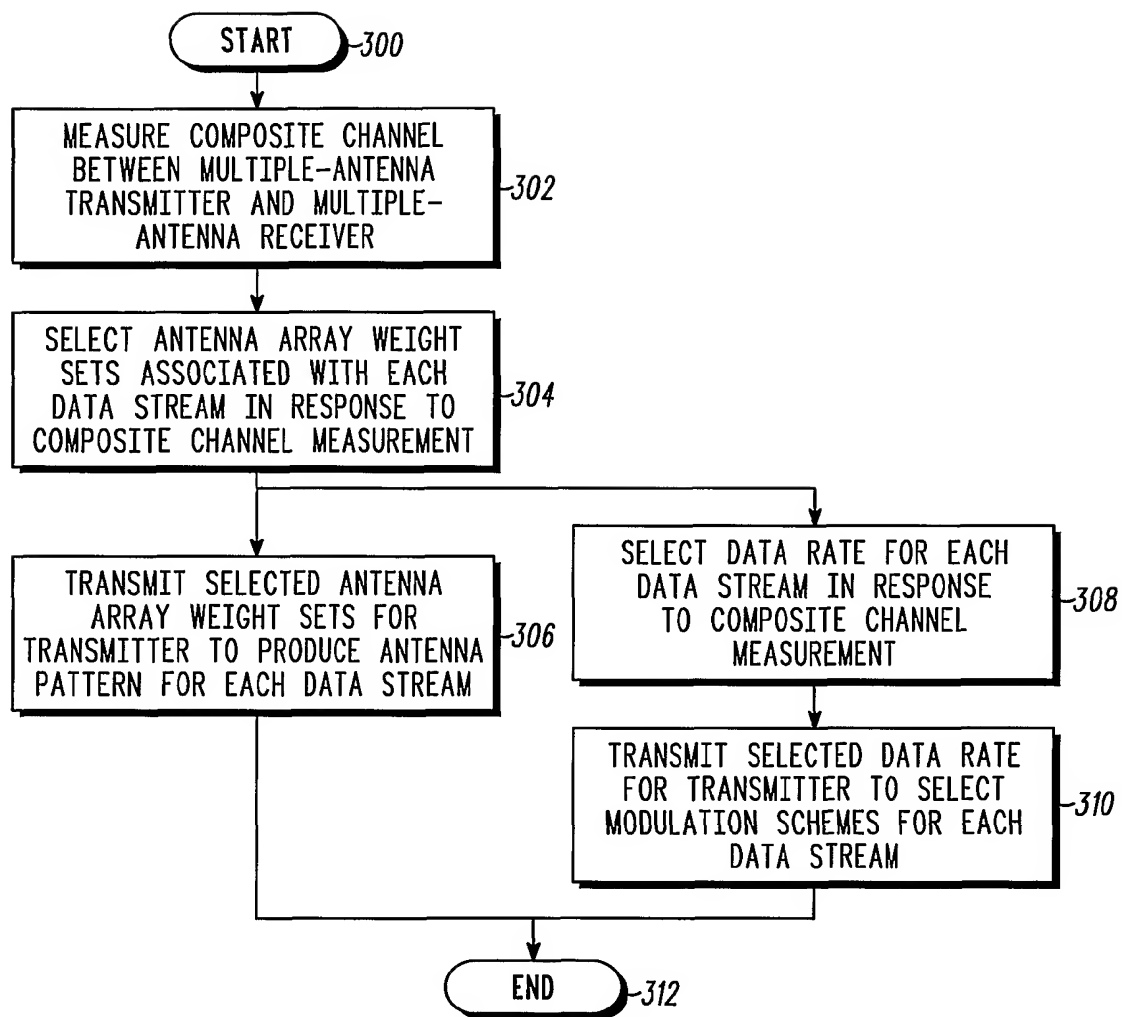 START
300
MEASURE COMPOSITE CHANNEL
BETWEEN MULTIPLE-ANTENNA
TRANSMITTER AND MULTIPLE-
ANTENNA RECEIVER
302
SELECT ANTENNA ARRAY WEIGHT
SETS ASSOCIATED WITH EACH
DATA STREAM IN RESPONSE TO
COMPOSITE CHANNEL MEASUREMENT
304
TRANSMIT SELECTED ANTENNA
ARRAY WEIGHT SETS FOR
TRANSMITTER TO PRODUCE ANTENNA
PATTERN FOR EACH DATA STREAM
306
SELECT DATA RATE FOR EACH
DATA STREAM IN RESPONSE
TO COMPOSITE CHANNEL
MEASUREMENT
308
TRANSMIT SELECTED DATA RATE
FOR TRANSMITTER TO SELECT
MODULATION SCHEMES FOR EACH
DATA STREAM
310
END
312